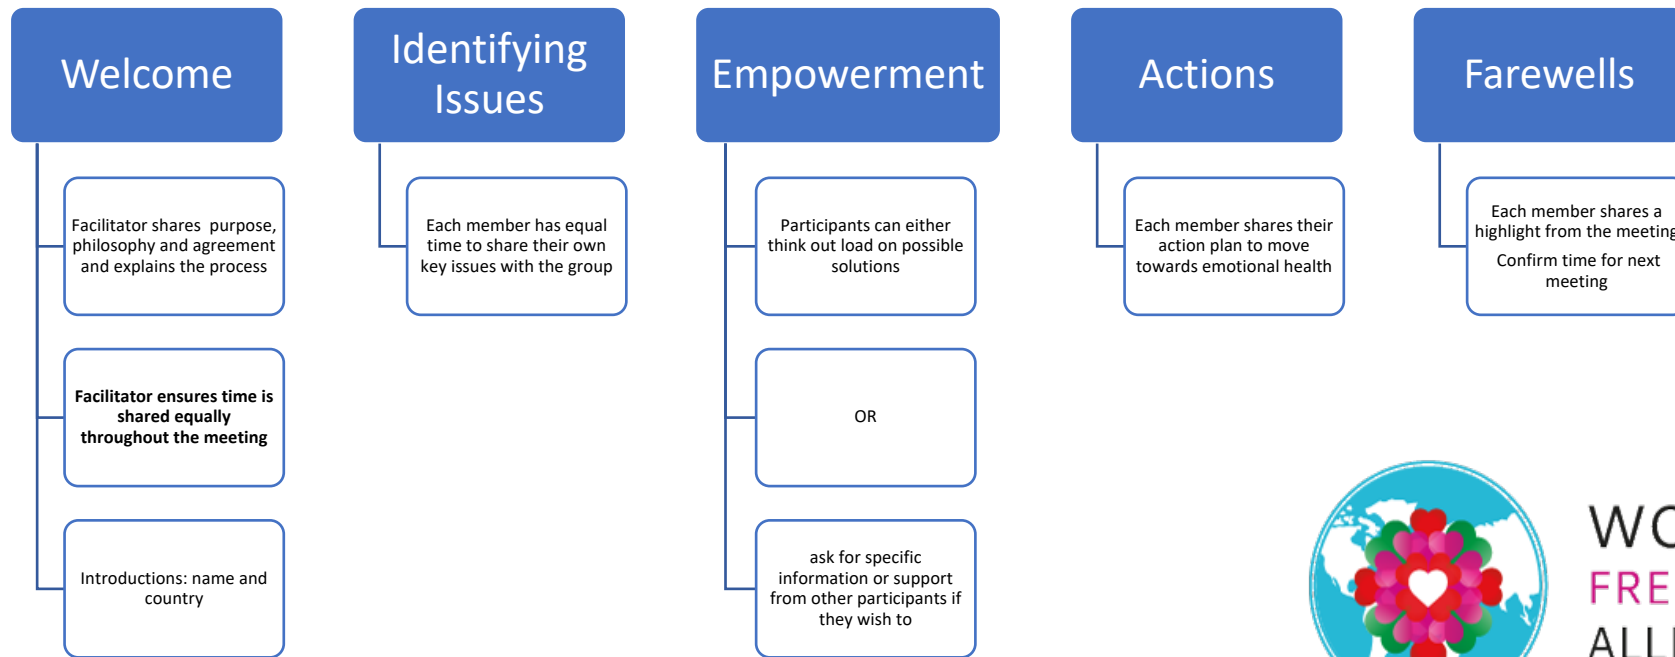 Welcome
Facilitator shares purpose,
philosophy and agreement
and explains the process
Facilitator ensures time is
shared equally
throughout the meeting
Introductions: name and
country
Identifying
Issues
Each member has equal
time to share their own
key issues with the group
Empowerment
Participants can either
think out load on possible
solutions
OR
ask for specific
information or support
from other participants if
they wish to
Actions
Each member shares their
action plan to move
towards emotional health
Farewells
Each member shares a
highlight from the meeting
Confirm time for next
meeting